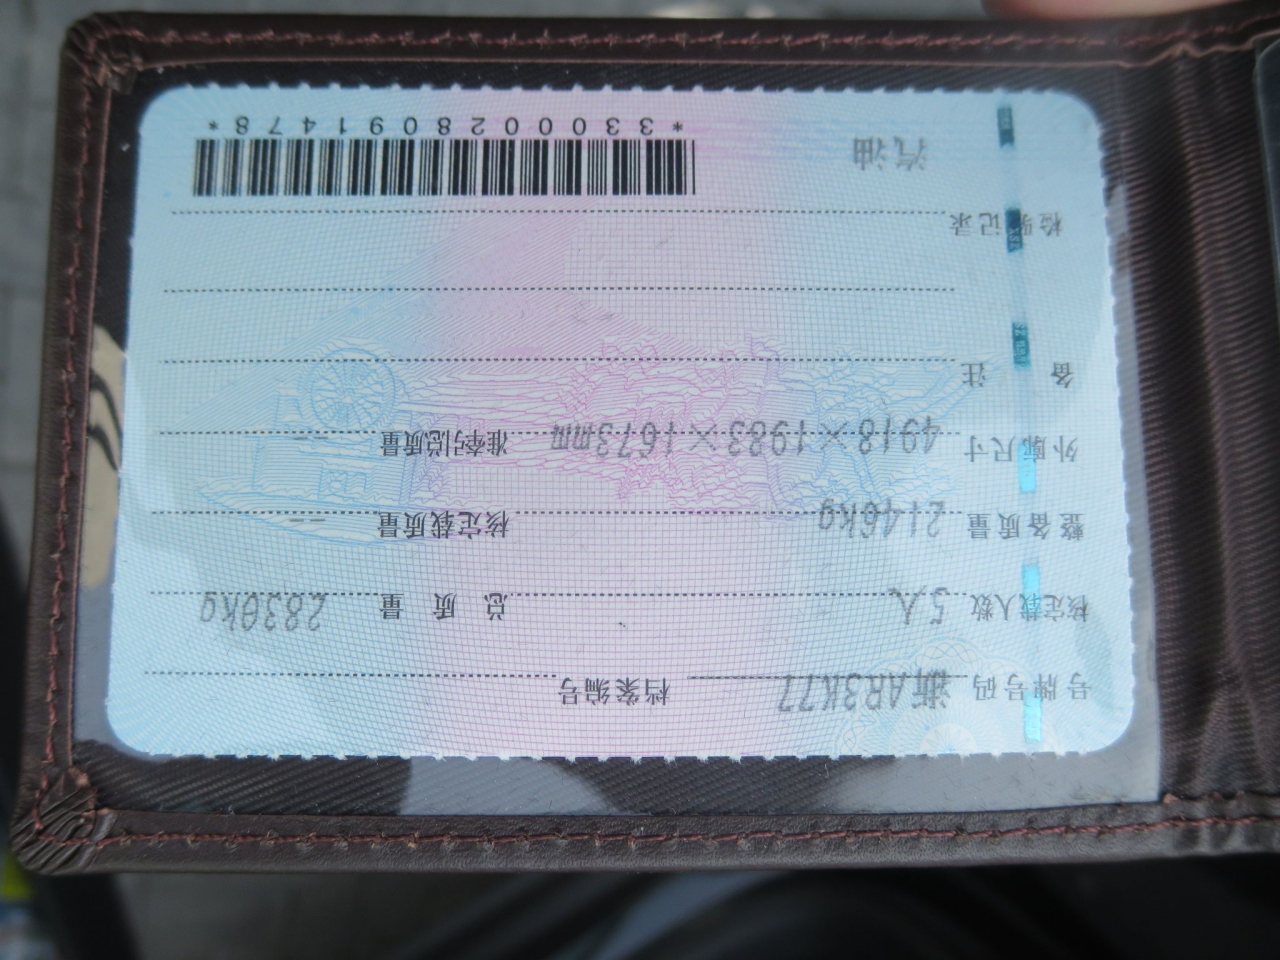 号牌号码 浙AR3K77 档案编号
核定载人数 5人 总质量 2830kg
整备质量 2146kg 核定载质量 --
外廓尺寸 4918×1983×1673mm 准牵引总质量 --
备注
检验记录
汽油
*3300028091478*